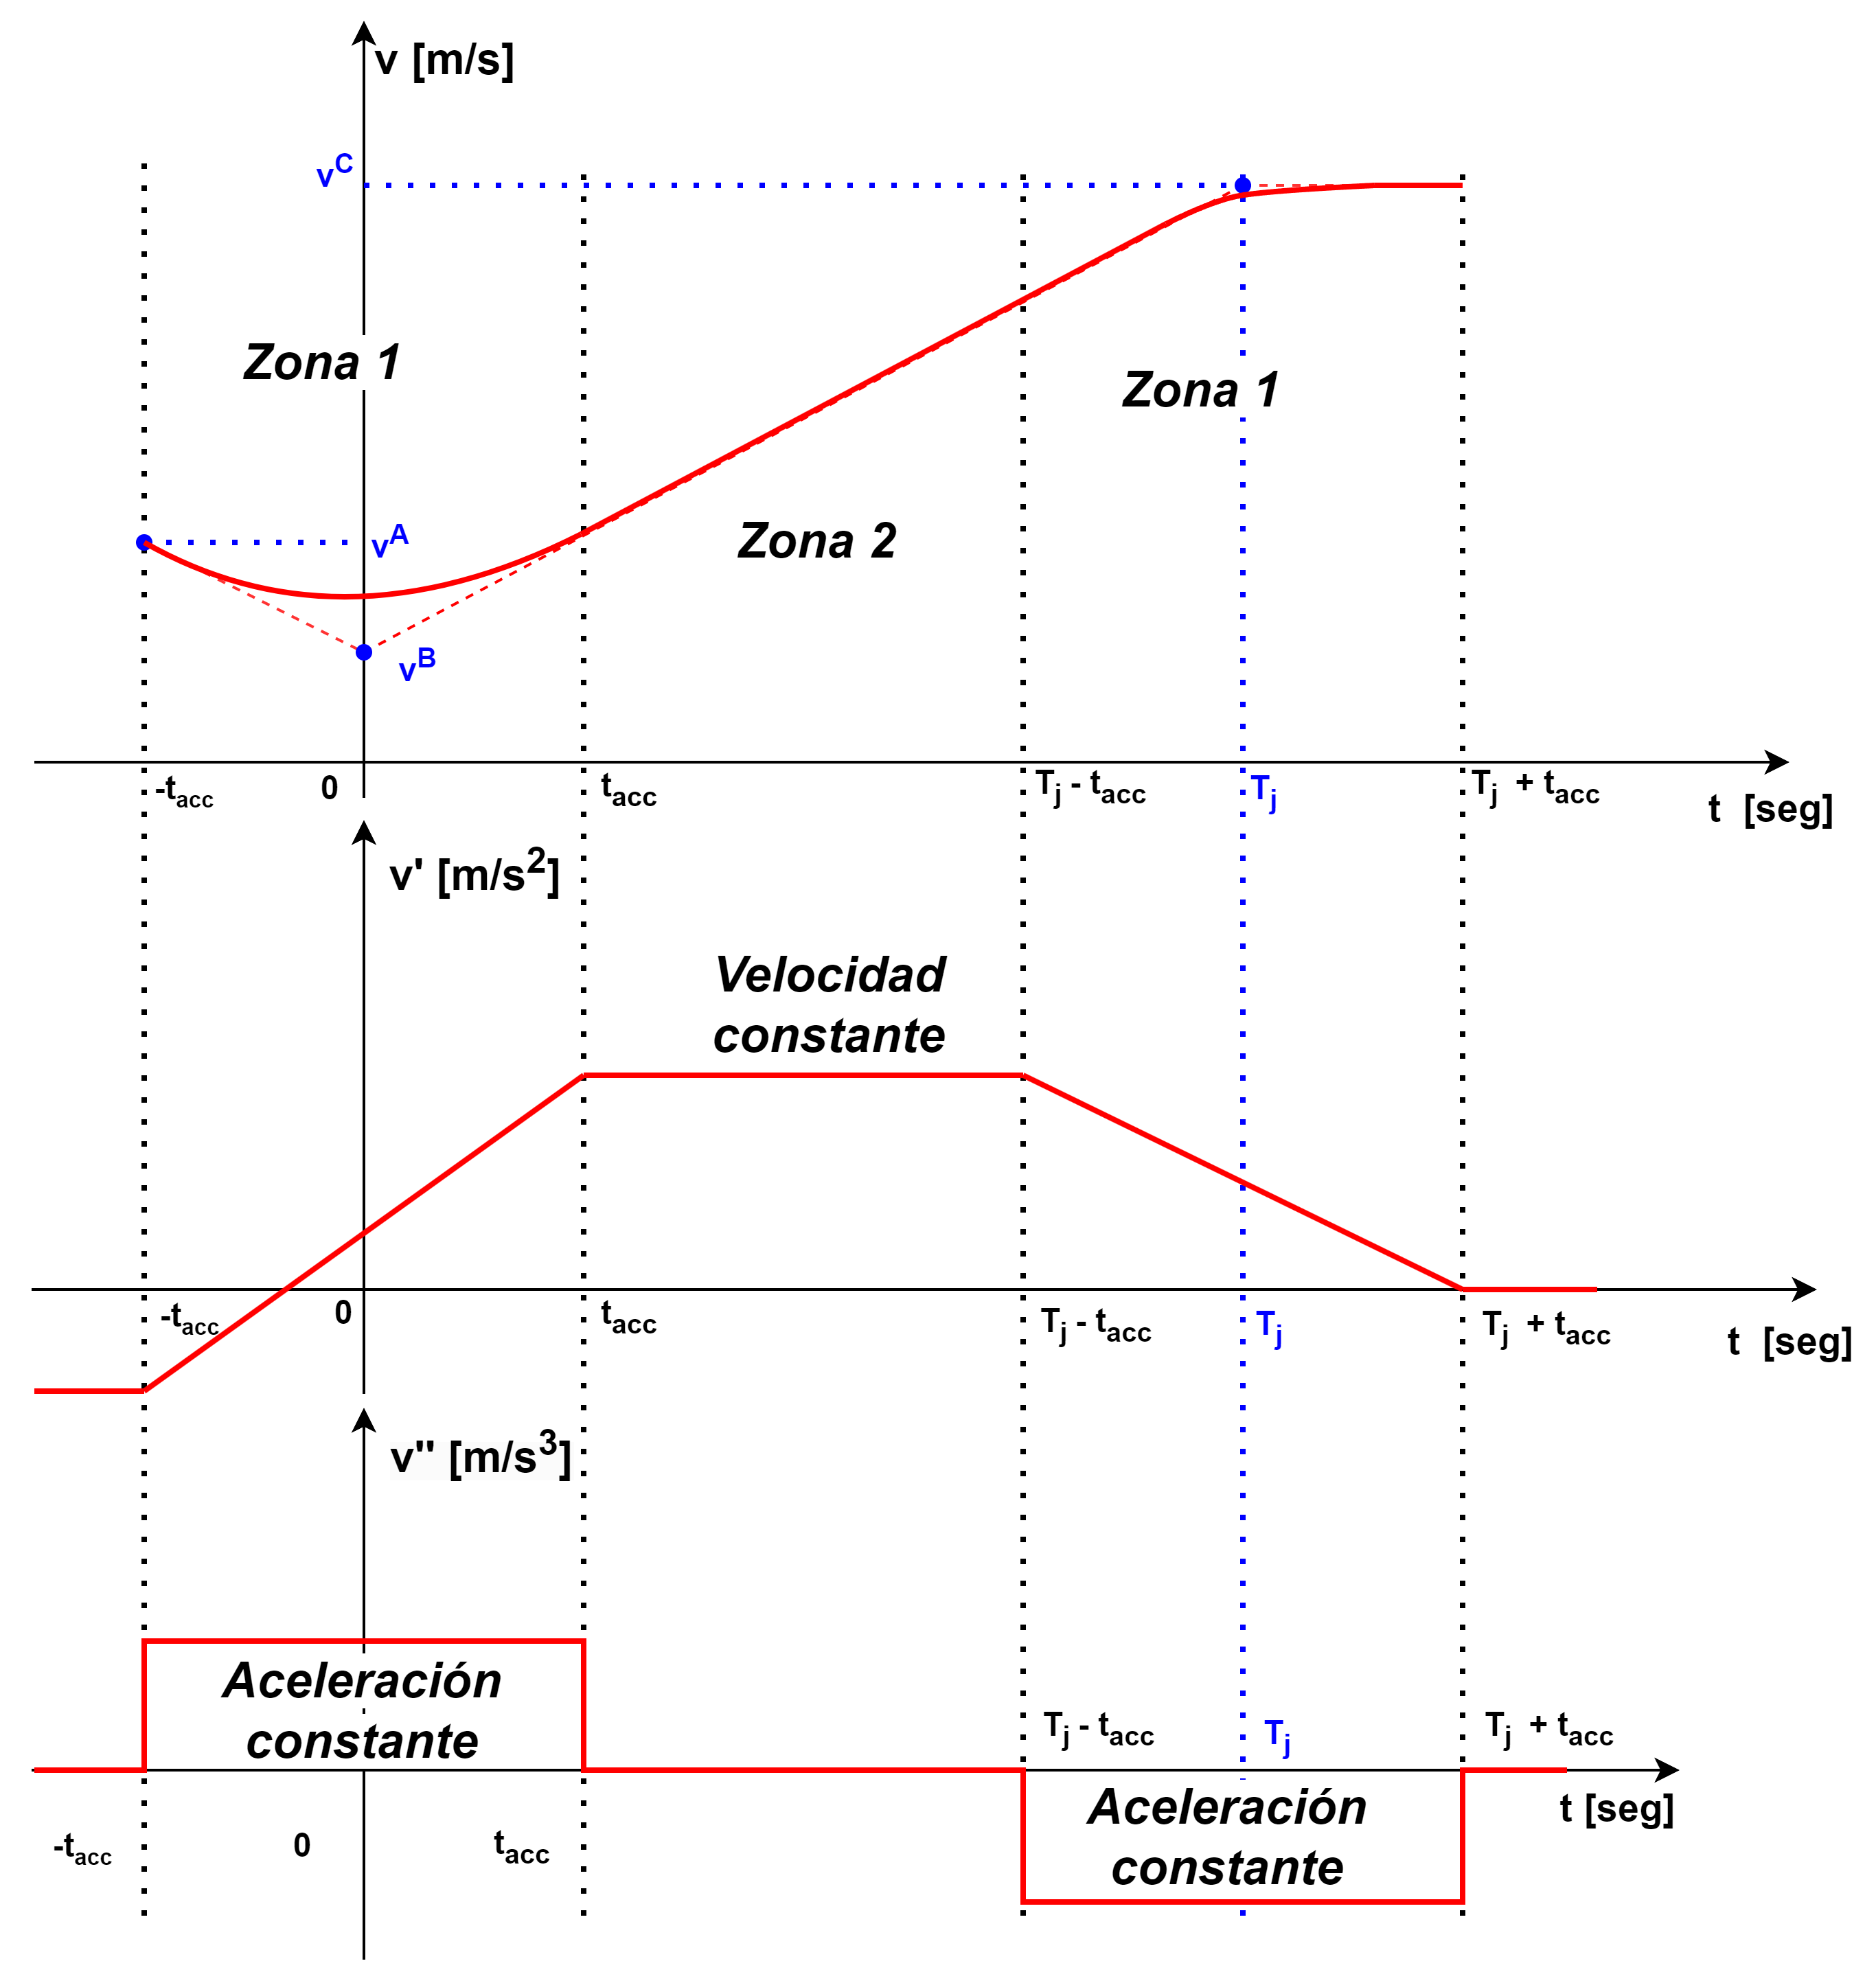 v [m/s]
v^C
Zona 1
Zona 1
v^A
Zona 2
v^B
-t_acc
0
t_acc
T_j - t_acc
T_j
T_j + t_acc
t [seg]
v' [m/s^2]
Velocidad
constante
-t_acc
0
t_acc
T_j - t_acc
T_j
T_j + t_acc
t [seg]
v'' [m/s^3]
Aceleración
constante
T_j - t_acc
T_j
T_j + t_acc
Aceleración
constante
t [seg]
-t_acc
0
t_acc